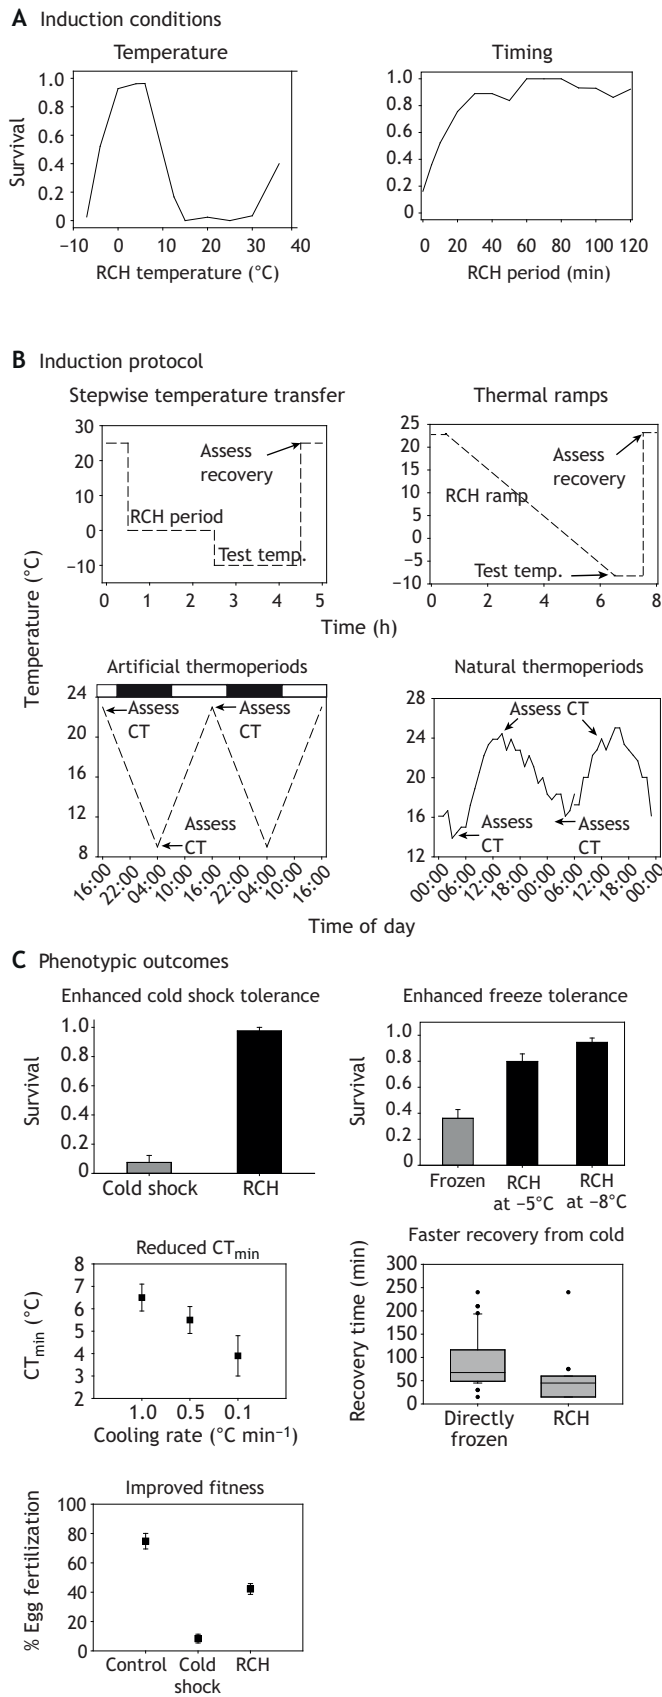 A Induction conditions
Temperature
Survival
1.0
0.8
0.6
0.4
0.2
0
–10
0
10
20
30
40
RCH temperature (°C)
Timing
1.0
0.8
0.6
0.4
0.2
0
0
20
40
60
80
100
120
RCH period (min)
B Induction protocol
Temperature (°C)
Stepwise temperature transfer
30
20
10
0
–10
Assess
recovery
RCH period
Test temp.
0
1
2
3
4
5
Thermal ramps
25
20
15
10
5
0
–5
–10
Assess
recovery
RCH ramp
Test temp.
0
2
4
6
8
Time (h)
Artificial thermoperiods
24
23
16
12
8
Assess
CT
Assess
CT
Assess
CT
16:00
22:00
04:00
10:00
16:00
22:00
04:00
10:00
16:00
Natural thermoperiods
28
24
20
16
12
Assess CT
Assess
CT
Assess
CT
00:00
06:00
12:00
18:00
00:00
06:00
12:00
18:00
00:00
Time of day
C Phenotypic outcomes
Enhanced cold shock tolerance
Survival
1.0
0.8
0.6
0.4
0.2
0
Cold shock
RCH
Enhanced freeze tolerance
Survival
1.0
0.8
0.6
0.4
0.2
0
Frozen
RCH
at –5°C
RCH
at –8°C
Reduced CTmin
CTmin (°C)
8
7
6
5
4
3
2
1.0
0.5
0.1
Cooling rate (°C min–1)
Faster recovery from cold
Recovery time (min)
300
250
200
150
100
50
0
Directly
frozen
RCH
Improved fitness
% Egg fertilization
100
80
60
40
20
0
Control
Cold
shock
RCH